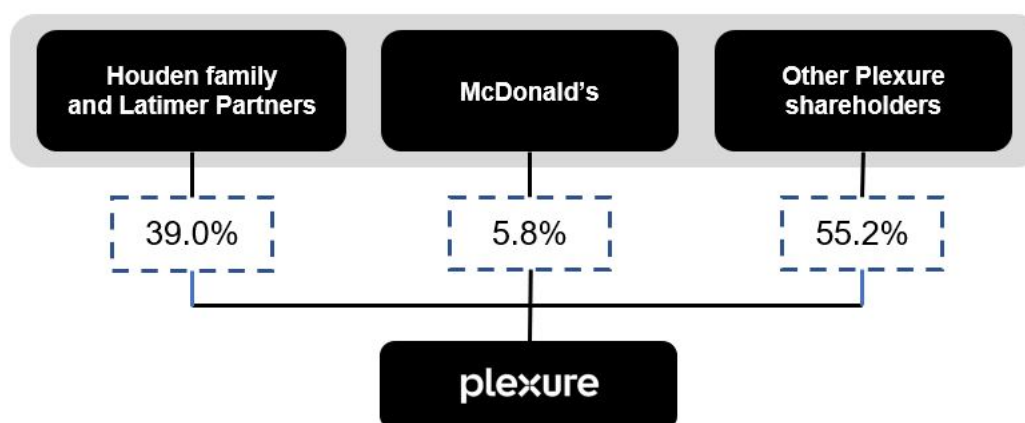 Houden family
and Latimer Partners
McDonald's
Other Plexure
shareholders
39.0%
5.8%
55.2%
plexure